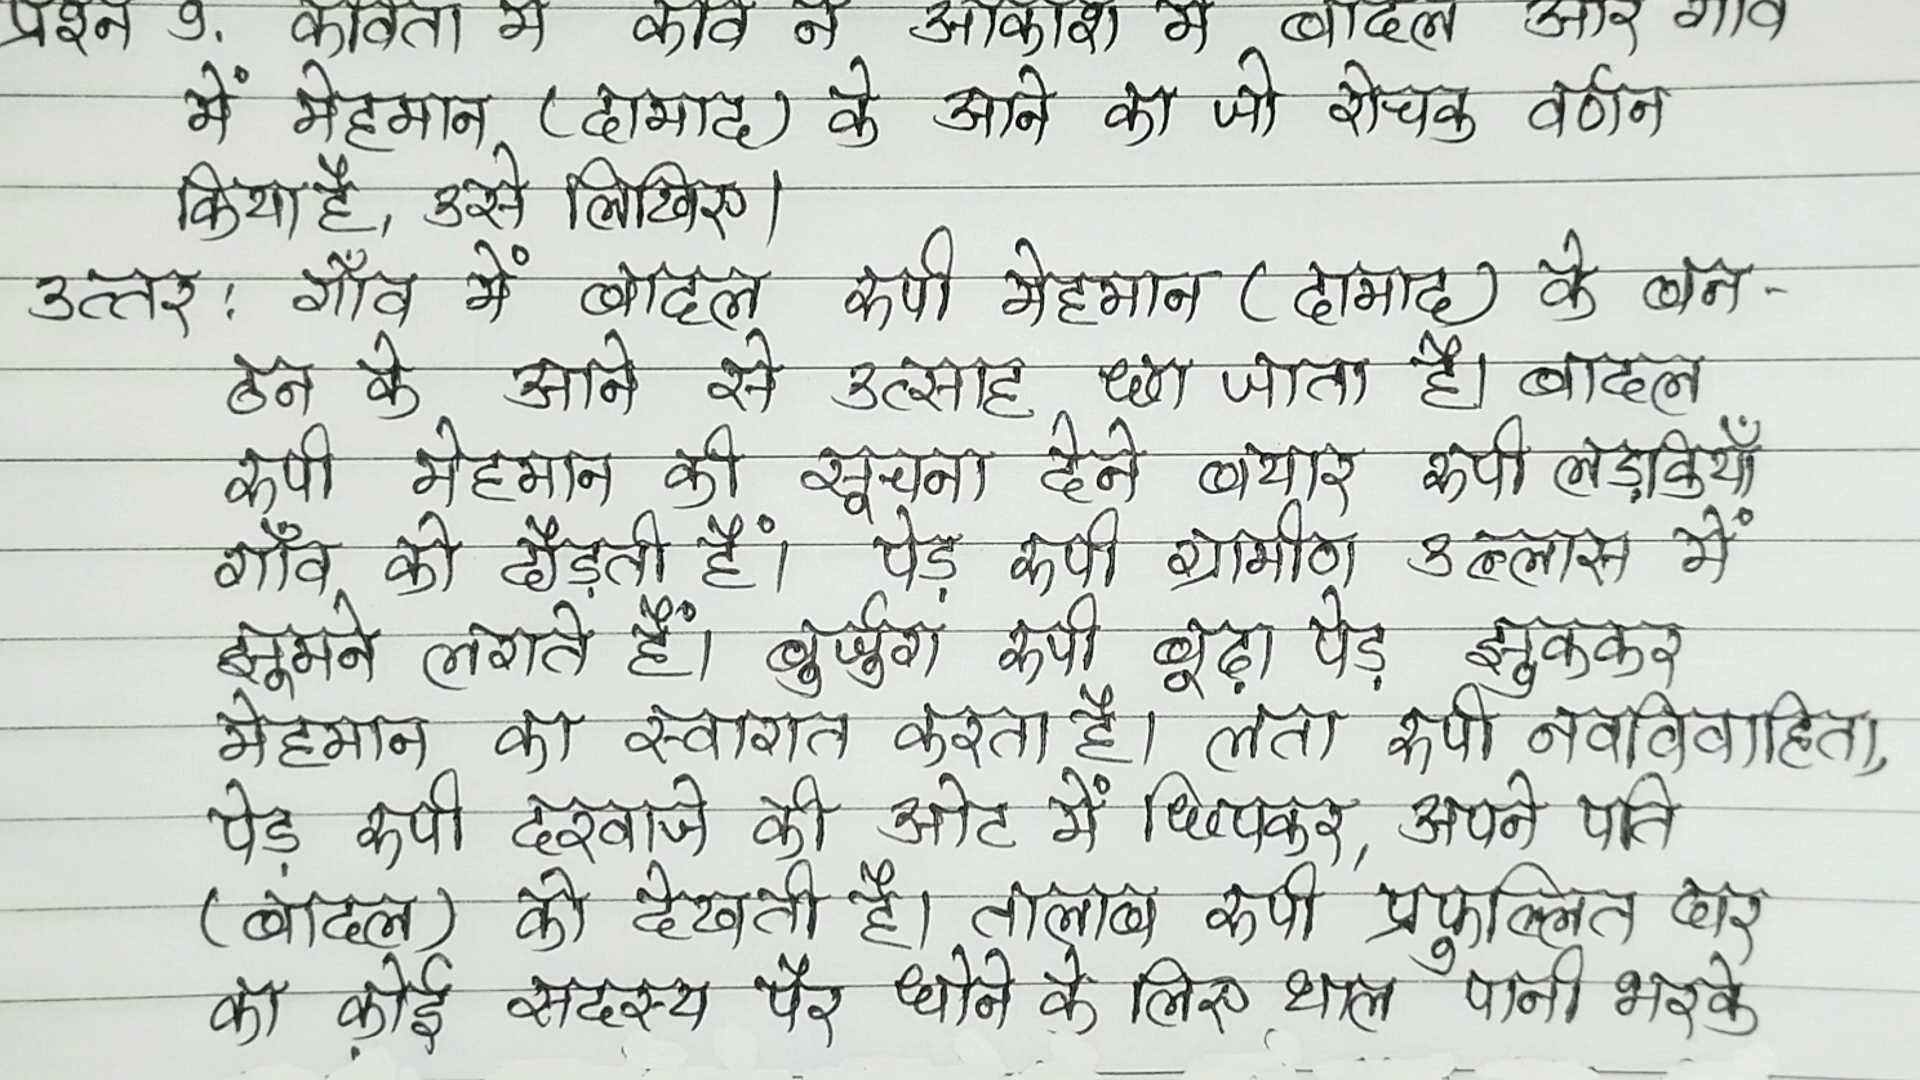 प्रश्न 9. कविता में कवि ने आकाश में बादल और गाँव
में मेहमान (दामाद) के आने का जो रोचक वर्णन
किया है, उसे लिखिए।
उत्तर: गाँव में बादल रूपी मेहमान (दामाद) के बन-
ठन के आने से उत्साह छा जाता है। बादल
रूपी मेहमान की सूचना देने बयार रूपी लड़कियाँ
गाँव को दौड़ती हैं। पेड़ रूपी ग्रामीण उल्लास में
झूमने लगते हैं। बुर्जुग रूपी बूढ़ा पेड़ झुककर
मेहमान का स्वागत करता है। लता रूपी नवविवाहिता,
पेड़ रूपी दरवाजे की ओट में छिपकर, अपने पति
(बादल) को देखती है। तालाब रूपी प्रफुल्लित घर
का कोई सदस्य पैर धोने के लिए थाल पानी भरके